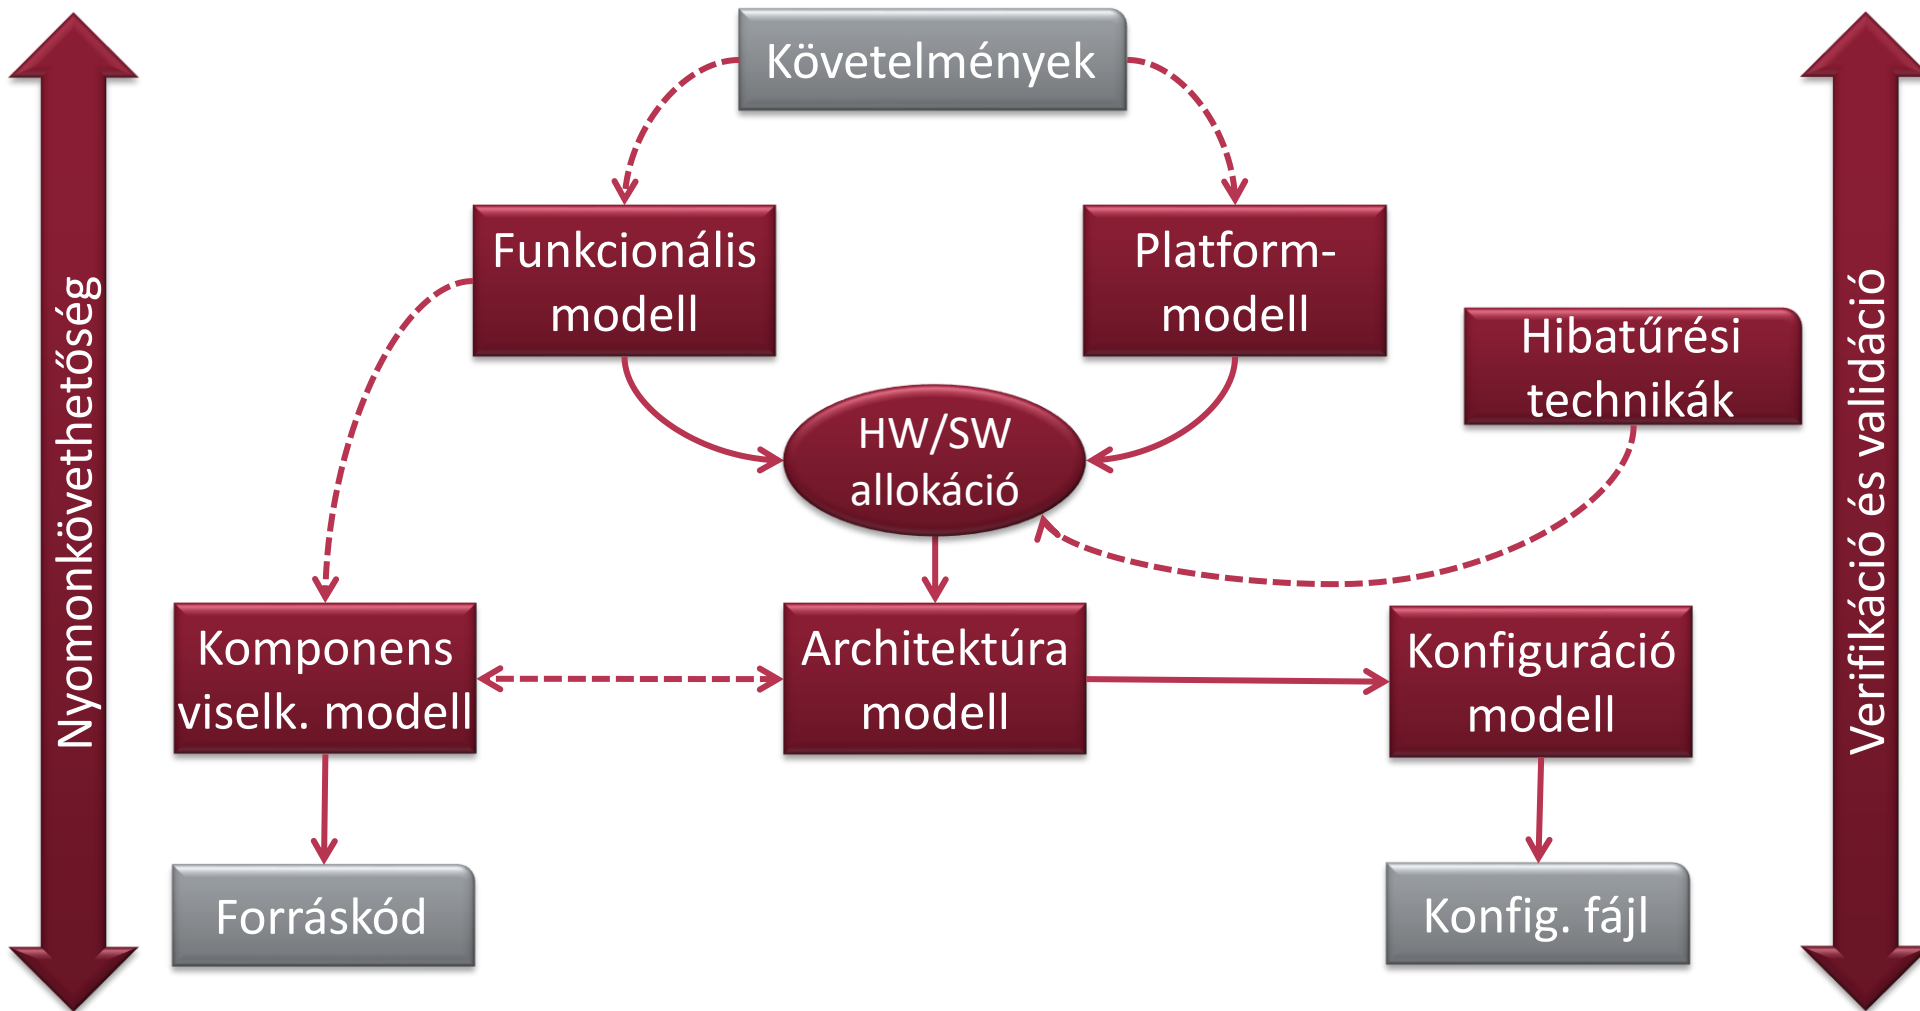 Követelmények
Funkcionális
modell
Platform-
modell
Hibatűrési
technikák
HW/SW
allokáció
Komponens
viselk. modell
Architektúra
modell
Konfiguráció
modell
Forráskód
Konfig. fájl
Nyomonkövethetőség
Verifikáció és validáció